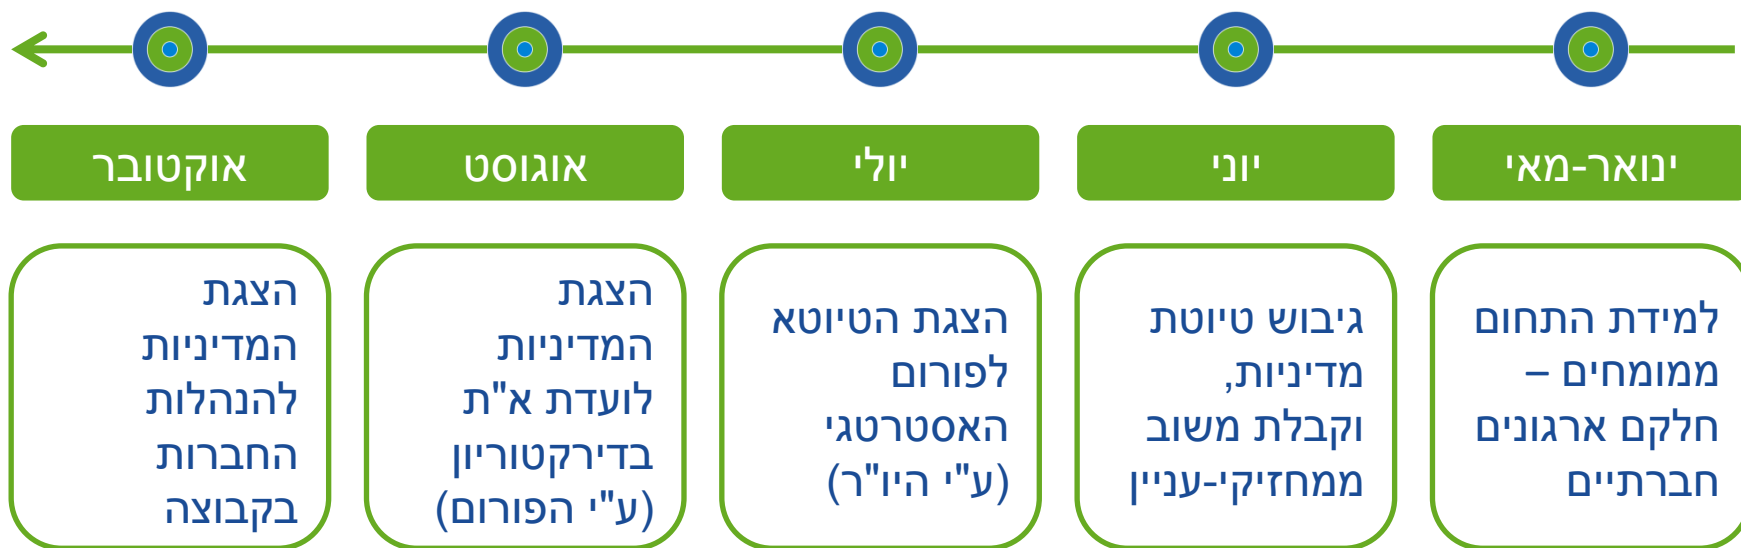 ינואר-מאי
למידת התחום
ממומחים –
חלקם ארגונים
חברתיים
יוני
גיבוש טיוטת
מדיניות,
וקבלת משוב
ממחזיקי-עניין
יולי
הצגת הטיוטא
לפורום
האסטרטגי
(ע"י היו"ר)
אוגוסט
הצגת
המדיניות
לועדת א"ת
בדירקטוריון
(ע"י הפורום)
אוקטובר
הצגת
המדיניות
להנהלות
החברות
בקבוצה